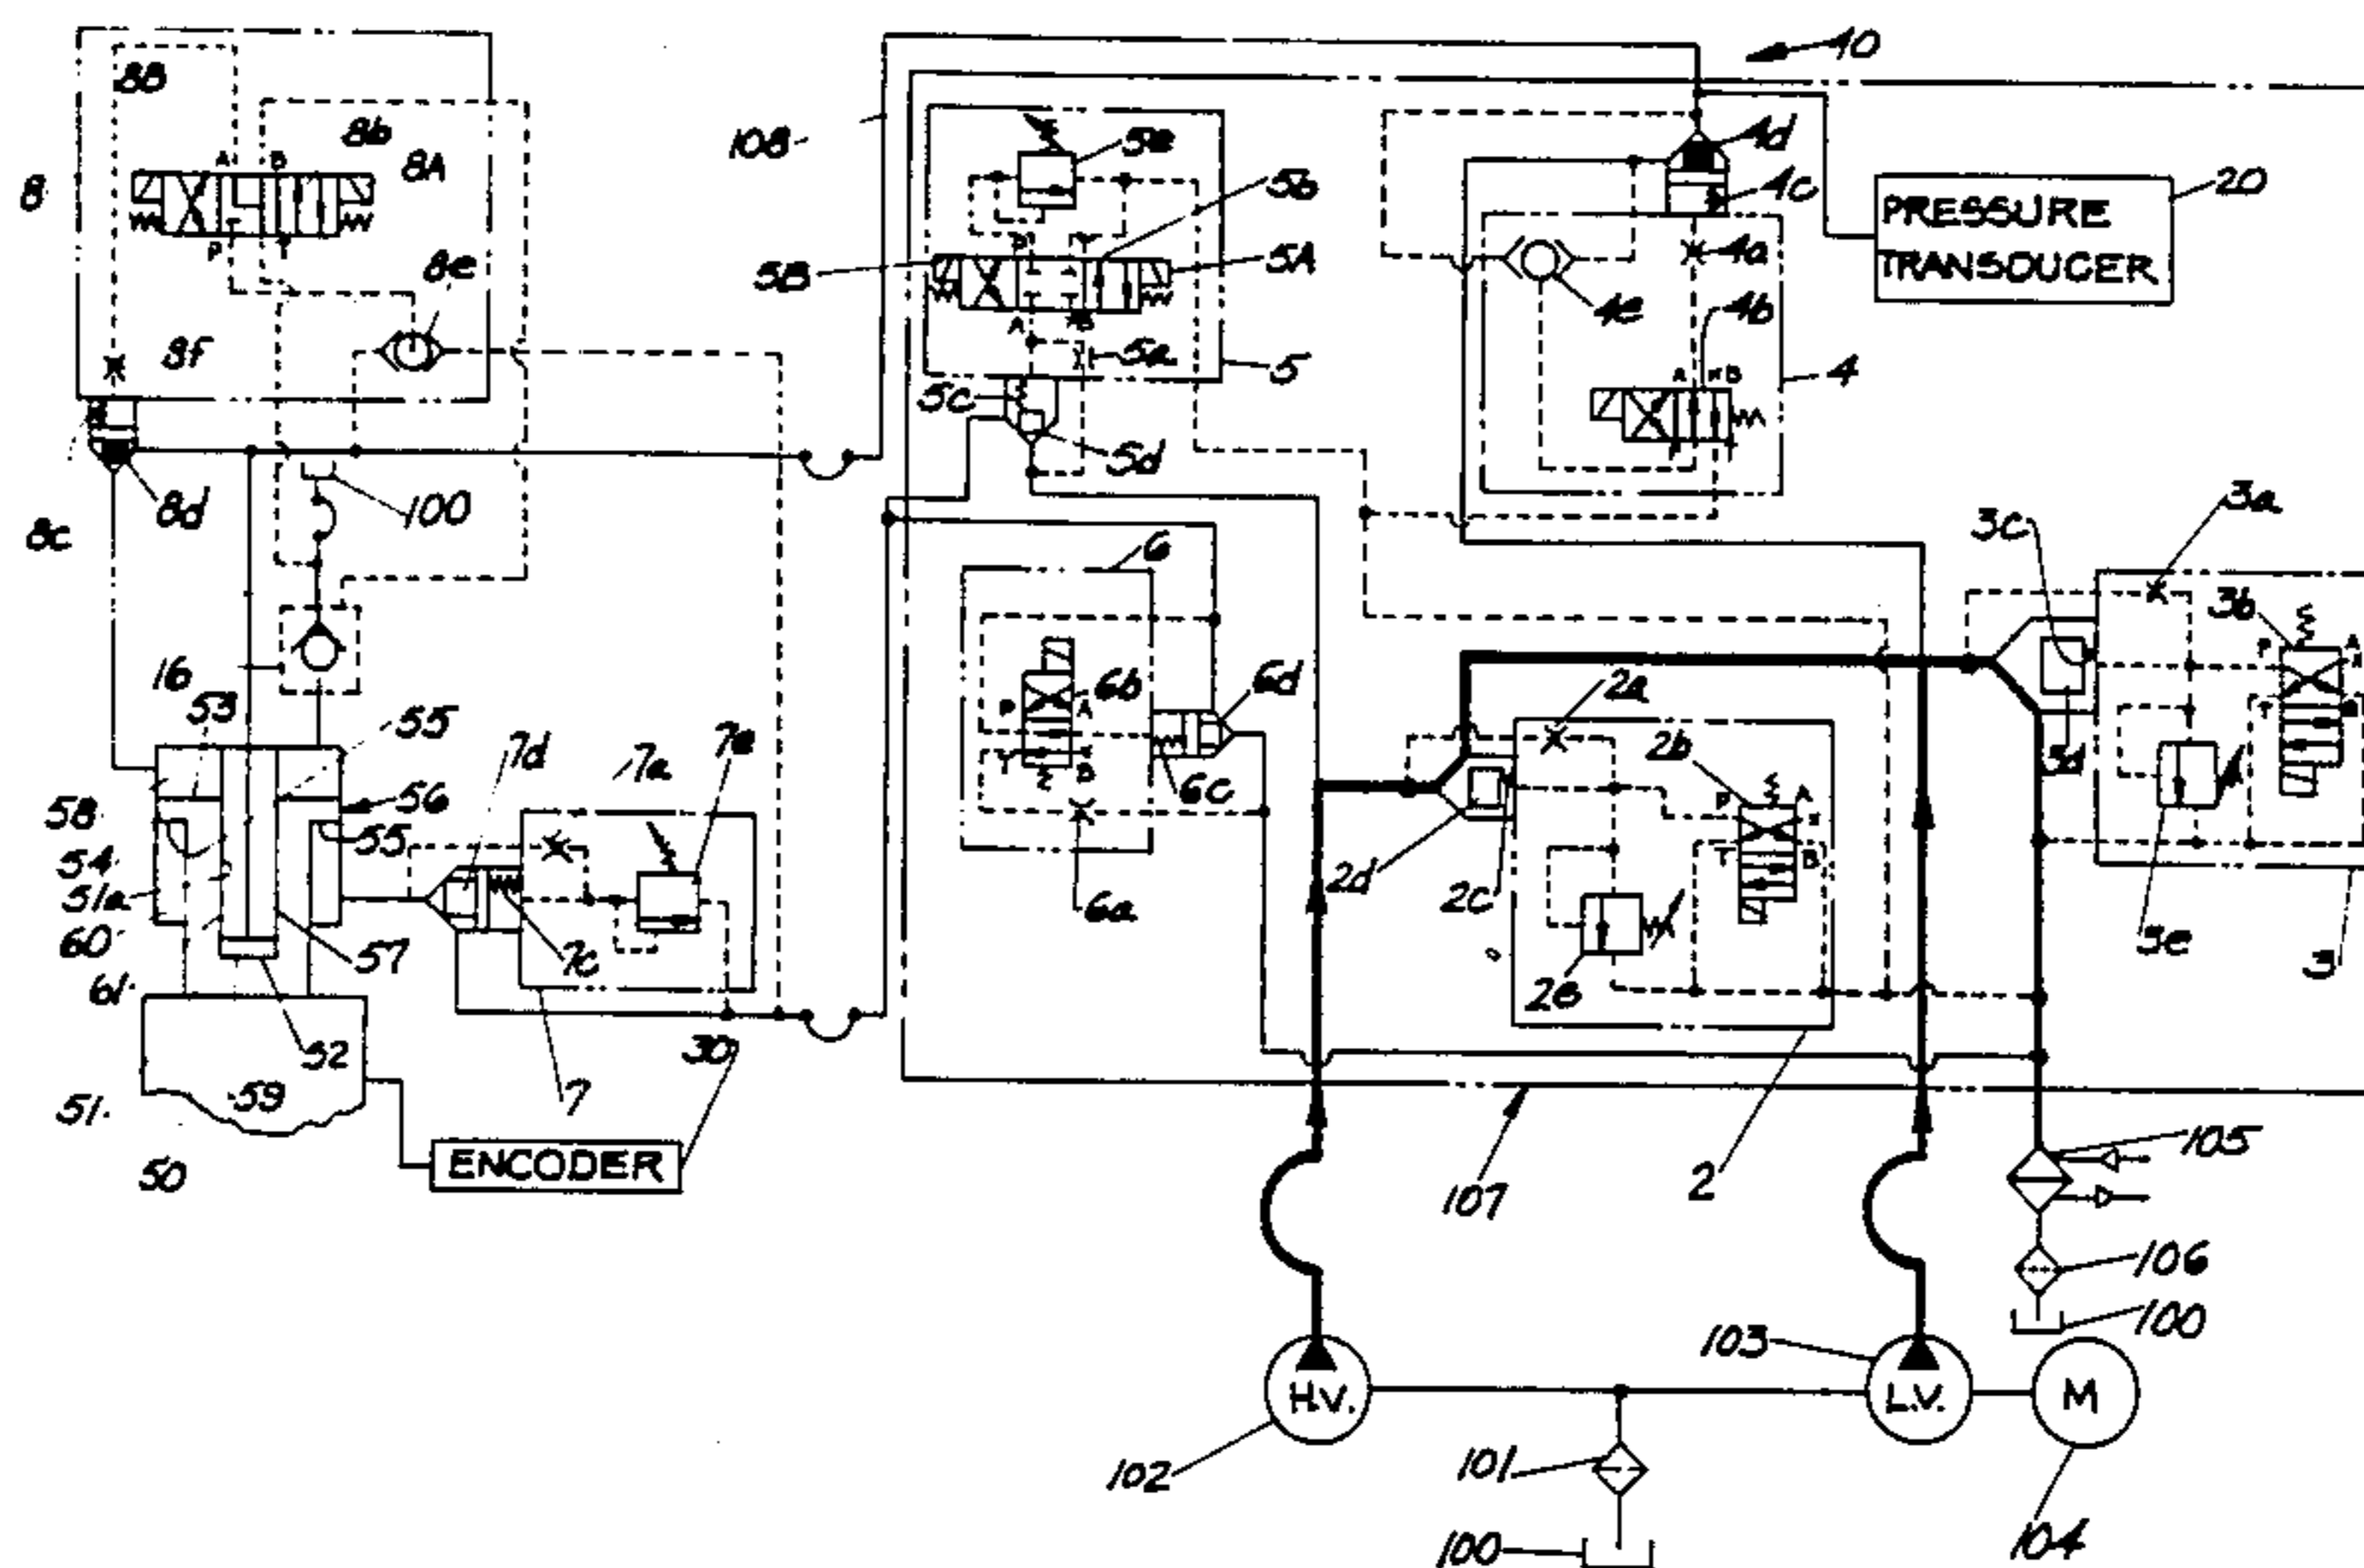 10
8B
8b
8A
A
B
8
P
T
8e
8f
8d
8c
100
108
5e
5b
5B
5A
P
T
A
B
5a
5
5c
5d
4d
4c
4a
4e
4b
A
B
4
PRESSURE
TRANSDUCER
20
16
53
55
56
58
54
55
51a
60
61
57
52
59
51
50
7d
7a
7e
7c
7
30
ENCODER
6
6b
P
A
T
B
6d
6c
6a
2a
2b
P
A
T
B
2d
2c
2e
2
3a
3c
3b
P
A
T
B
3d
3e
3
107
105
106
100
102
H.V.
103
L.V.
M
104
101
100